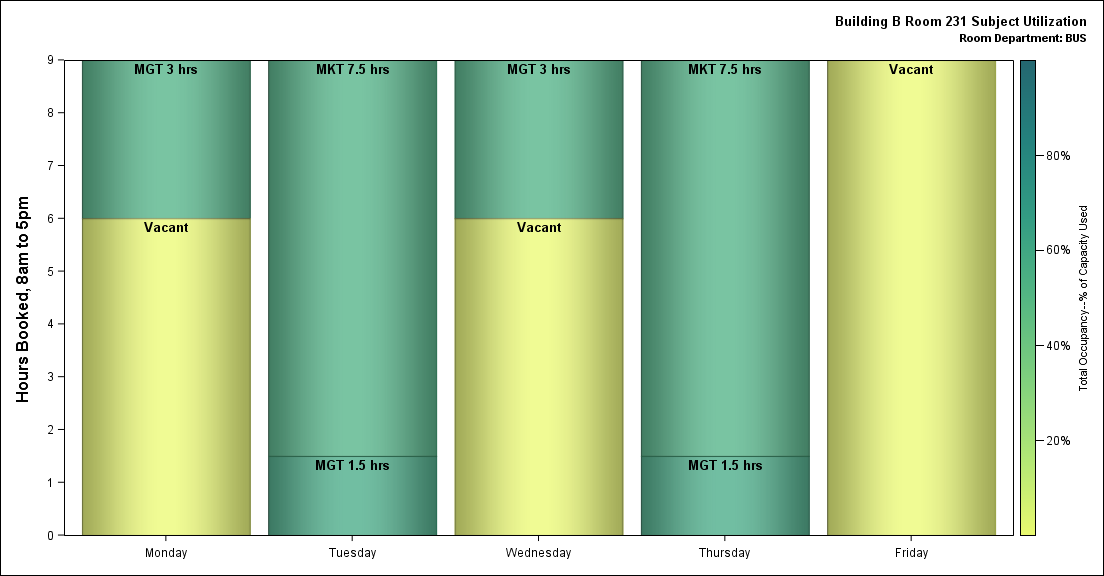 Building B Room 231 Subject Utilization
Room Department: BUS
Hours Booked, 8am to 5pm
9
8
7
6
5
4
3
2
1
0
MGT 3 hrs
Vacant
MKT 7.5 hrs
MGT 1.5 hrs
MGT 3 hrs
Vacant
MKT 7.5 hrs
MGT 1.5 hrs
Vacant
Monday
Tuesday
Wednesday
Thursday
Friday
80%
60%
40%
20%
Total Occupancy--% of Capacity Used